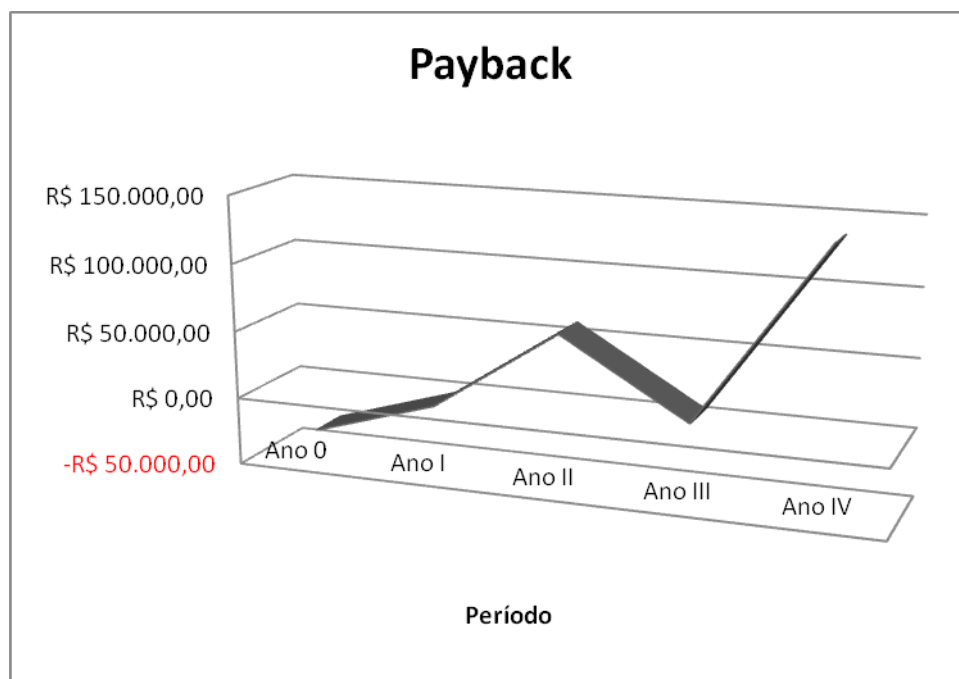 Payback
R$ 150.000,00
R$ 100.000,00
R$ 50.000,00
R$ 0,00
-R$ 50.000,00
Ano 0
Ano I
Ano II
Ano III
Ano IV
Período